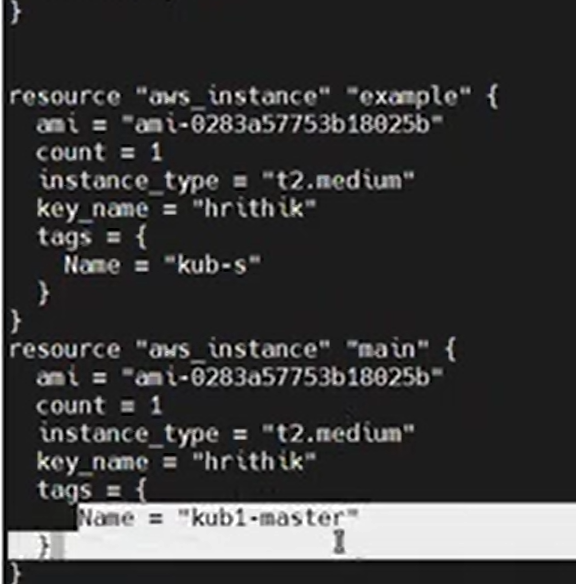 }
resource "aws_instance" "example" {
ami = "ami-0283a57753b18025b"
count = 1
instance_type = "t2.medium"
key_name = "hrithik"
tags = {
Name = "kub-s"
}
}
resource "aws_instance" "main" {
ami = "ami-0283a57753b18025b"
count = 1
instance_type = "t2.medium"
key_name = "hrithik"
tags = {
Name = "kub1-master"
}
}